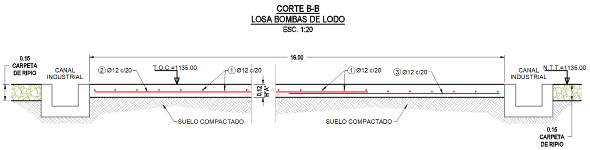 CORTE B-B
LOSA BOMBAS DE LODO
ESC. 1:20
16.00
0.15
CARPETA
DE RIPIO
CANAL
INDUSTRIAL
2 Ø12 c/20
T.O.C.=1135.00
1 Ø12 c/20
1 Ø12 c/20
3 Ø12 c/20
CANAL
INDUSTRIAL
N.T.T.=1135.00
0.12
HºAº
SUELO COMPACTADO
SUELO COMPACTADO
0.15
CARPETA
DE RIPIO